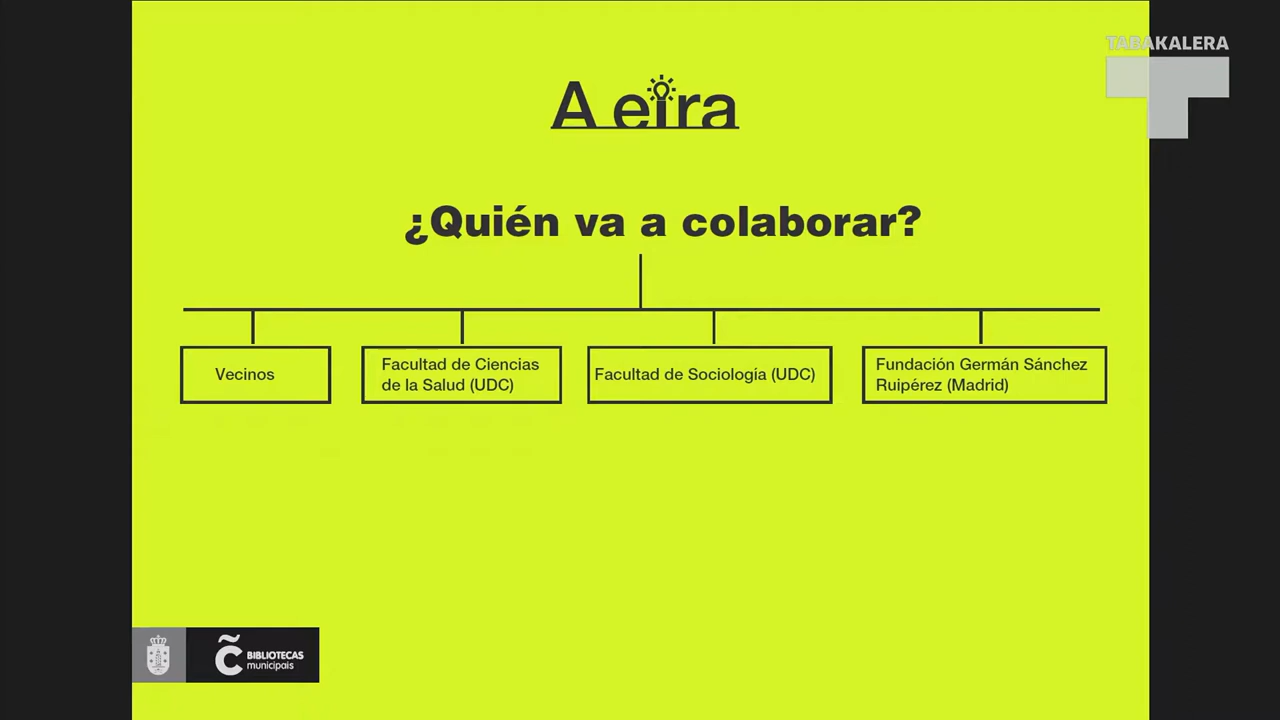 TABAKALERA
A eira
¿Quién va a colaborar?
Vecinos
Facultad de Ciencias
de la Salud (UDC)
Facultad de Sociología (UDC)
Fundación Germán Sánchez
Ruipérez (Madrid)
BIBLIOTECAS
municipais